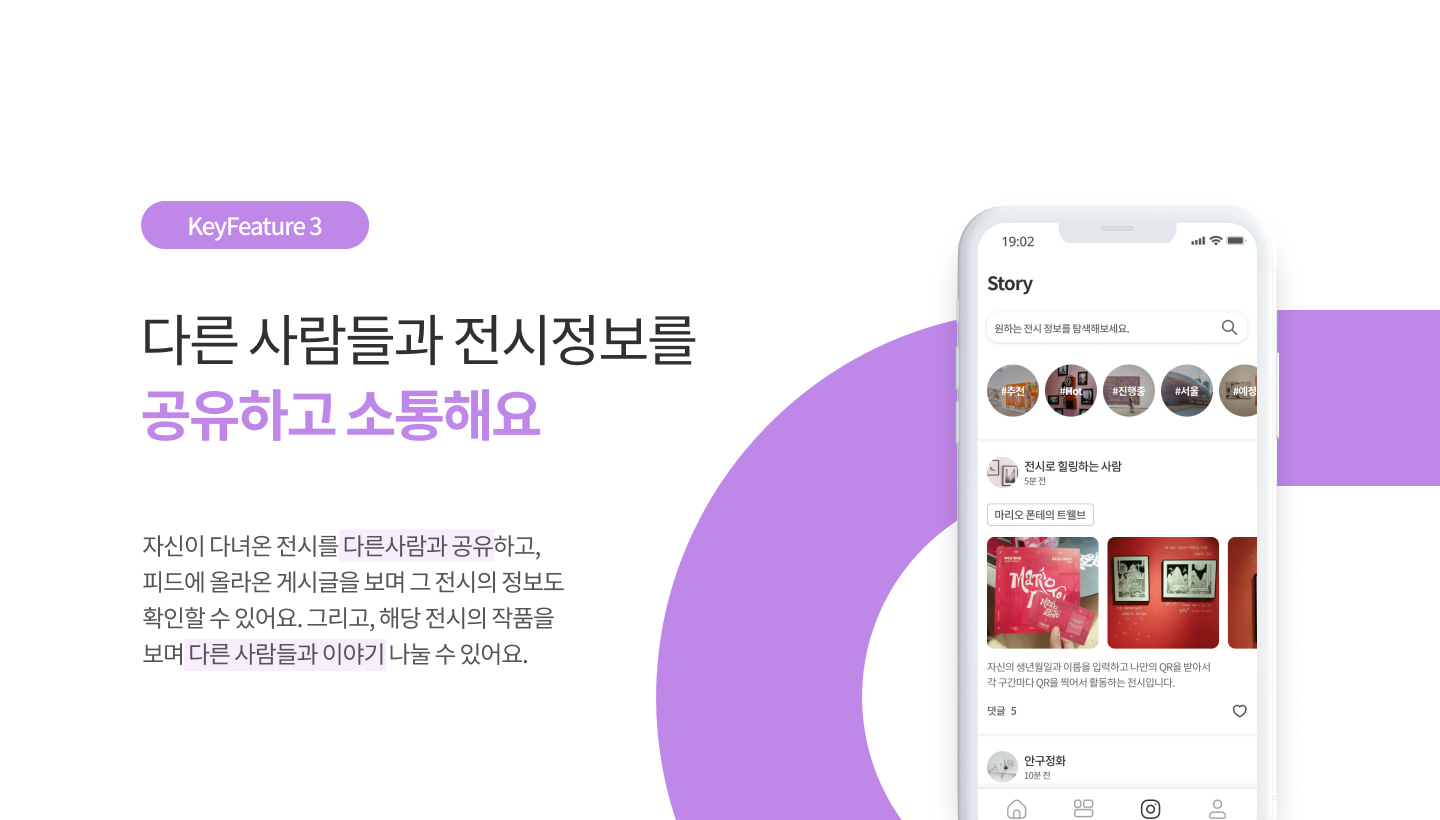 KeyFeature 3
다른 사람들과 전시정보를
공유하고 소통해요
자신이 다녀온 전시를 다른사람과 공유하고,
피드에 올라온 게시글을 보며 그 전시의 정보도
확인할 수 있어요. 그리고, 해당 전시의 작품을
보며 다른 사람들과 이야기 나눌 수 있어요.
19:02
Story
원하는 전시 정보를 탐색해보세요.
#추천 #Hot #진행중 #서울 #예정
전시로 힐링하는 사람
5분 전
마리오 폰테의 트웰브
자신의 생년월일과 이름을 입력하고 나만의 QR을 받아서
각 구간마다 QR을 찍어서 활동하는 전시입니다.
댓글 5
안구정화
10분 전